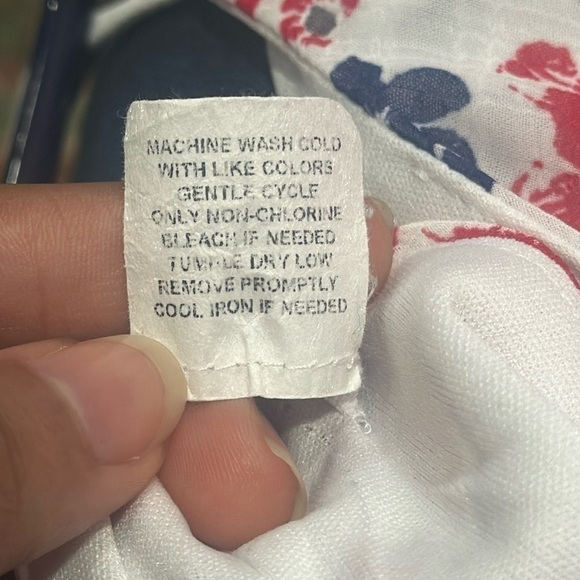 MACHINE WASH COLD
WITH LIKE COLORS
GENTLE CYCLE
ONLY NON-CHLORINE
BLEACH IF NEEDED
TUMBLE DRY LOW
REMOVE PROMPTLY
COOL IRON IF NEEDED